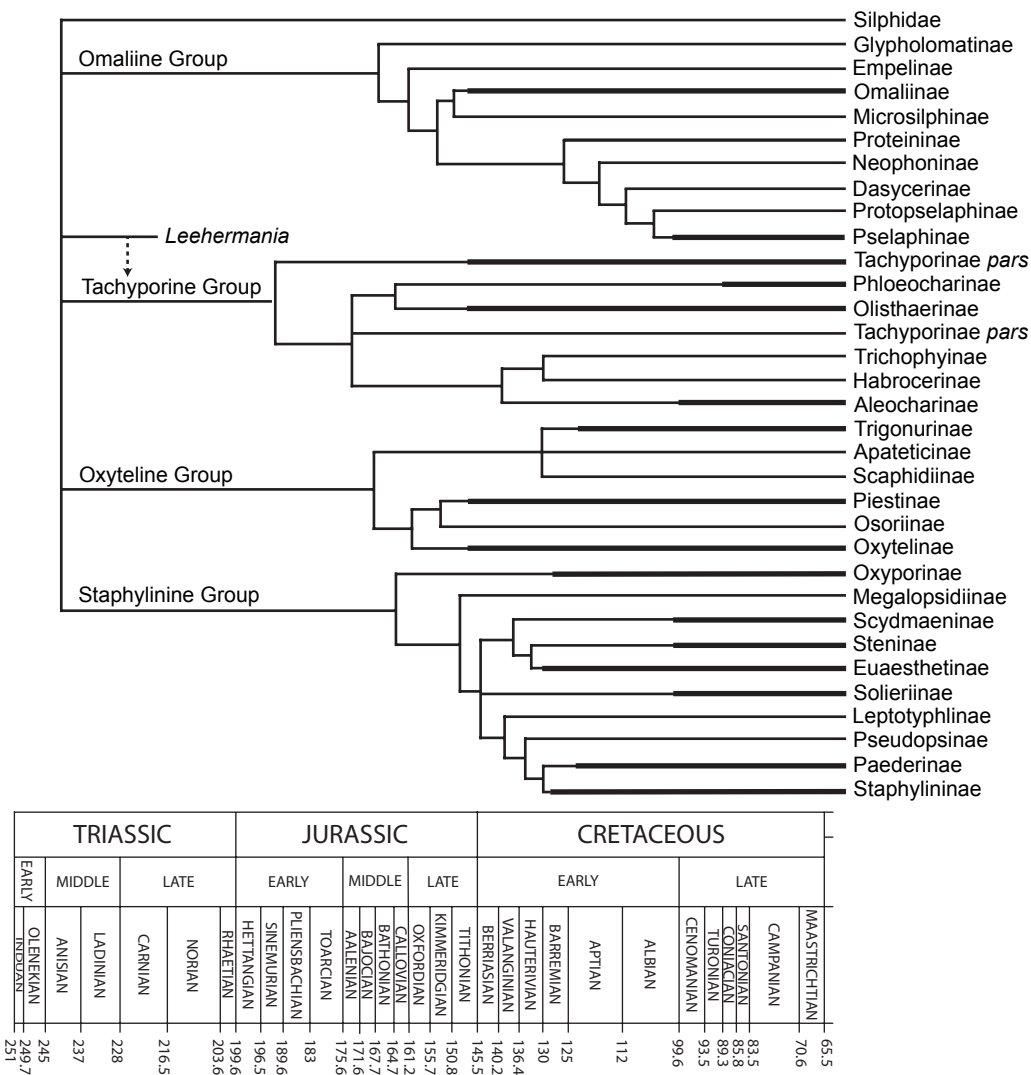 Silphidae
Glypholomatinae
Omaliine Group
Empelinae
Omaliinae
Microsilphinae
Proteininae
Neophoninae
Dasycerinae
Protopselaphinae
Leehermania
Pselaphinae
Tachyporinae pars
Tachyporine Group
Phloeocharinae
Olisthaerinae
Tachyporinae pars
Trichophyinae
Habrocerinae
Aleocharinae
Trigonurinae
Apateticinae
Oxyteline Group
Scaphidiinae
Piestinae
Osoriinae
Oxytelinae
Oxyporinae
Staphylinine Group
Megalopsidiinae
Scydmaeninae
Steninae
Euaesthetinae
Solieriinae
Leptotyphlinae
Pseudopsinae
Paederinae
Staphylininae
TRIASSIC
JURASSIC
CRETACEOUS
EARLY
MIDDLE
LATE
EARLY
MIDDLE
LATE
EARLY
LATE
INDUAN
OLENEKIAN
ANISIAN
LADINIAN
CARNIAN
NORIAN
RHAETIAN
HETTANGIAN
SINEMURIAN
PLIENSBACHIAN
TOARCIAN
AALENIAN
BAJOCIAN
BATHONIAN
CALLOVIAN
OXFORDIAN
KIMMERIDGIAN
TITHONIAN
BERRIASIAN
VALANGINIAN
HAUTERIVIAN
BARREMIAN
APTIAN
ALBIAN
CENOMANIAN
TURONIAN
CONIACIAN
SANTONIAN
CAMPANIAN
MAASTRICHTIAN
251
249.7
245
237
228
216.5
203.6
199.6
196.5
189.6
183
175.6
171.6
167.7
164.7
161.2
155.7
150.8
145.5
140.2
136.4
130
125
112
99.6
93.5
89.3
85.8
83.5
70.6
65.5